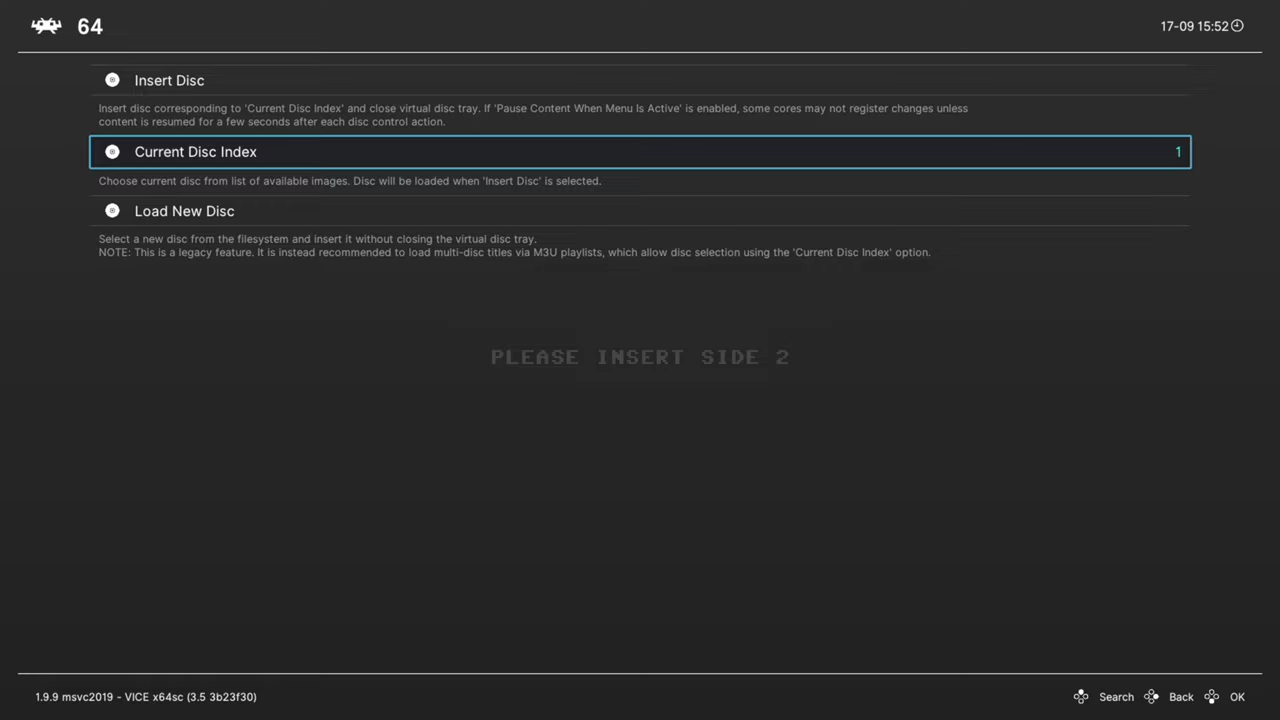 64
17-09 15:52
Insert Disc
Insert disc corresponding to 'Current Disc Index' and close virtual disc tray. If 'Pause Content When Menu Is Active' is enabled, some cores may not register changes unless
content is resumed for a few seconds after each disc control action.
Current Disc Index 1
Choose current disc from list of available images. Disc will be loaded when 'Insert Disc' is selected.
Load New Disc
Select a new disc from the filesystem and insert it without closing the virtual disc tray.
NOTE: This is a legacy feature. It is instead recommended to load multi-disc titles via M3U playlists, which allow disc selection using the 'Current Disc Index' option.
PLEASE INSERT SIDE 2
1.9.9 msvc2019 - VICE x64sc (3.5 3b23f30) Search Back OK